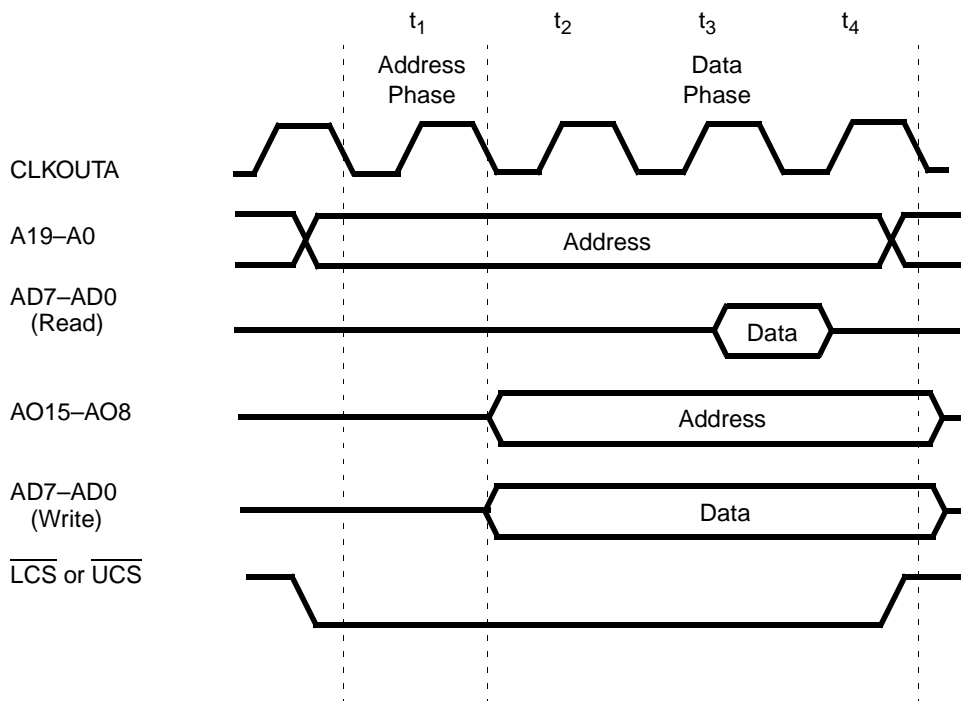 t1 t2 t3 t4
Address Phase
Data Phase
CLKOUTA
A19–A0
Address
AD7–AD0
(Read)
Data
AO15–AO8
Address
AD7–AD0
(Write)
Data
LCS or UCS